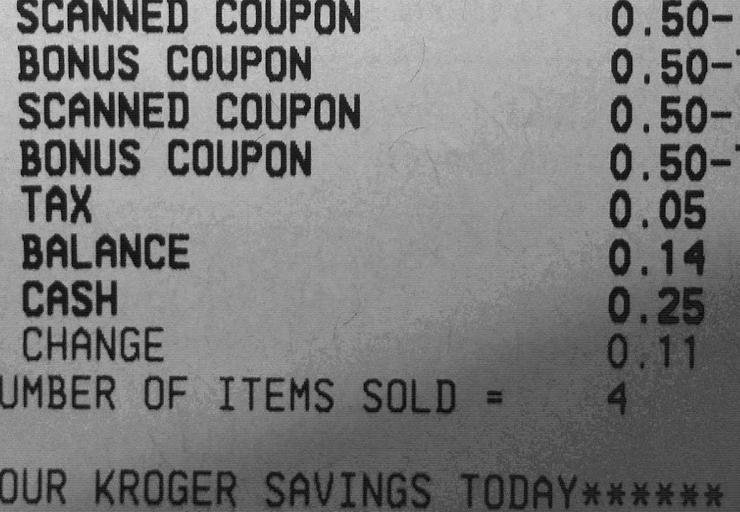 SCANNED COUPON 0.50-
BONUS COUPON 0.50-
SCANNED COUPON 0.50-
BONUS COUPON 0.50-
TAX 0.05
BALANCE 0.14
CASH 0.25
CHANGE 0.11
UMBER OF ITEMS SOLD = 4
OUR KROGER SAVINGS TODAY******